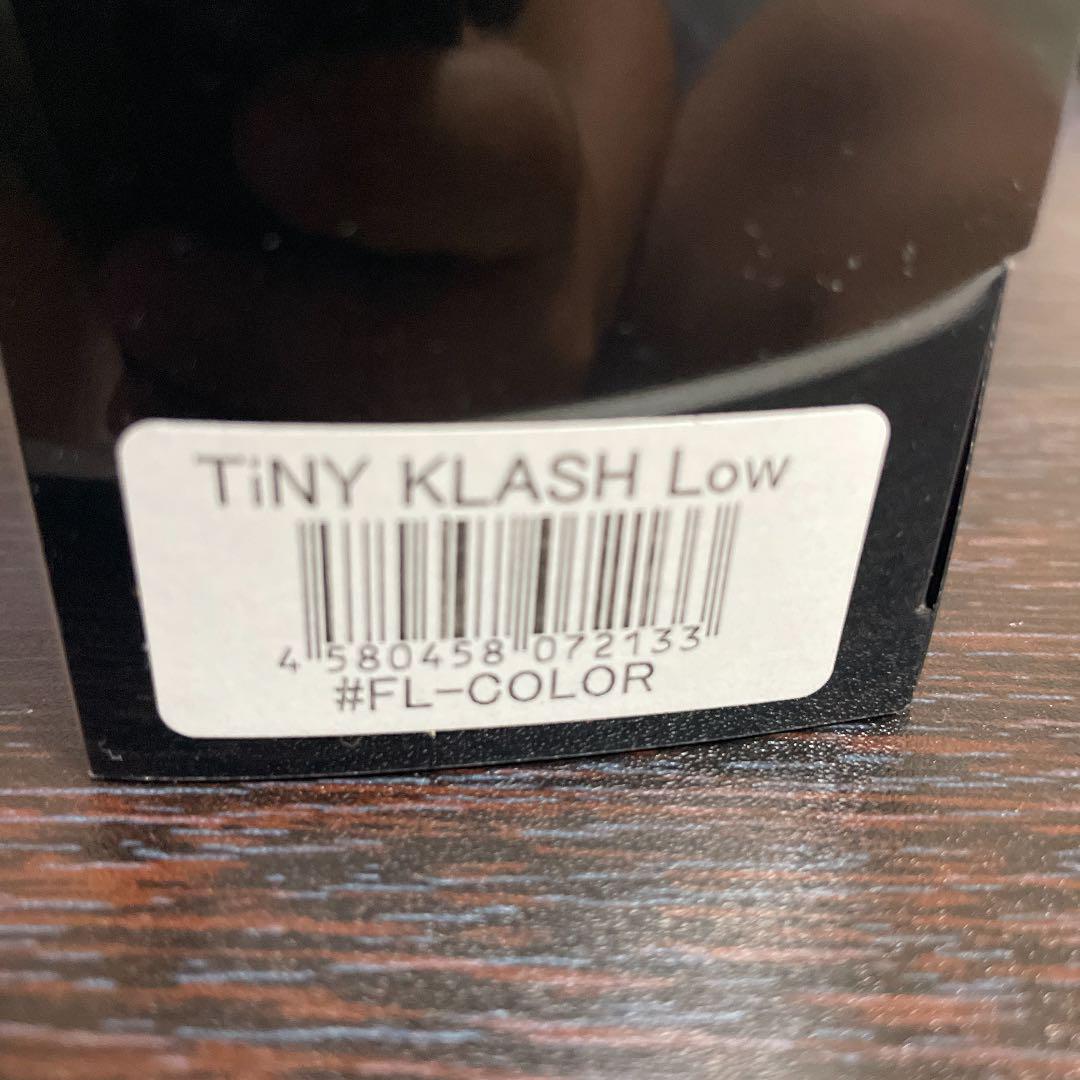 TiNY KLASH Low
4 580458 072133
#FL-COLOR